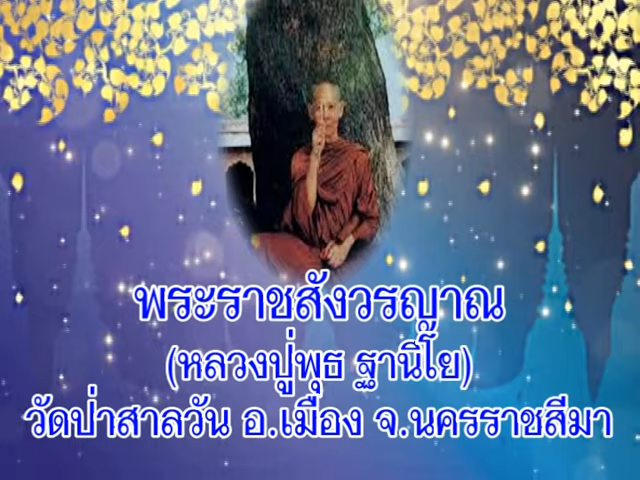 พระราชสังวรญาณ
(หลวงปู่พุธ ฐานิโย)
วัดป่าสาลวัน อ.เมือง จ.นครราชสีมา